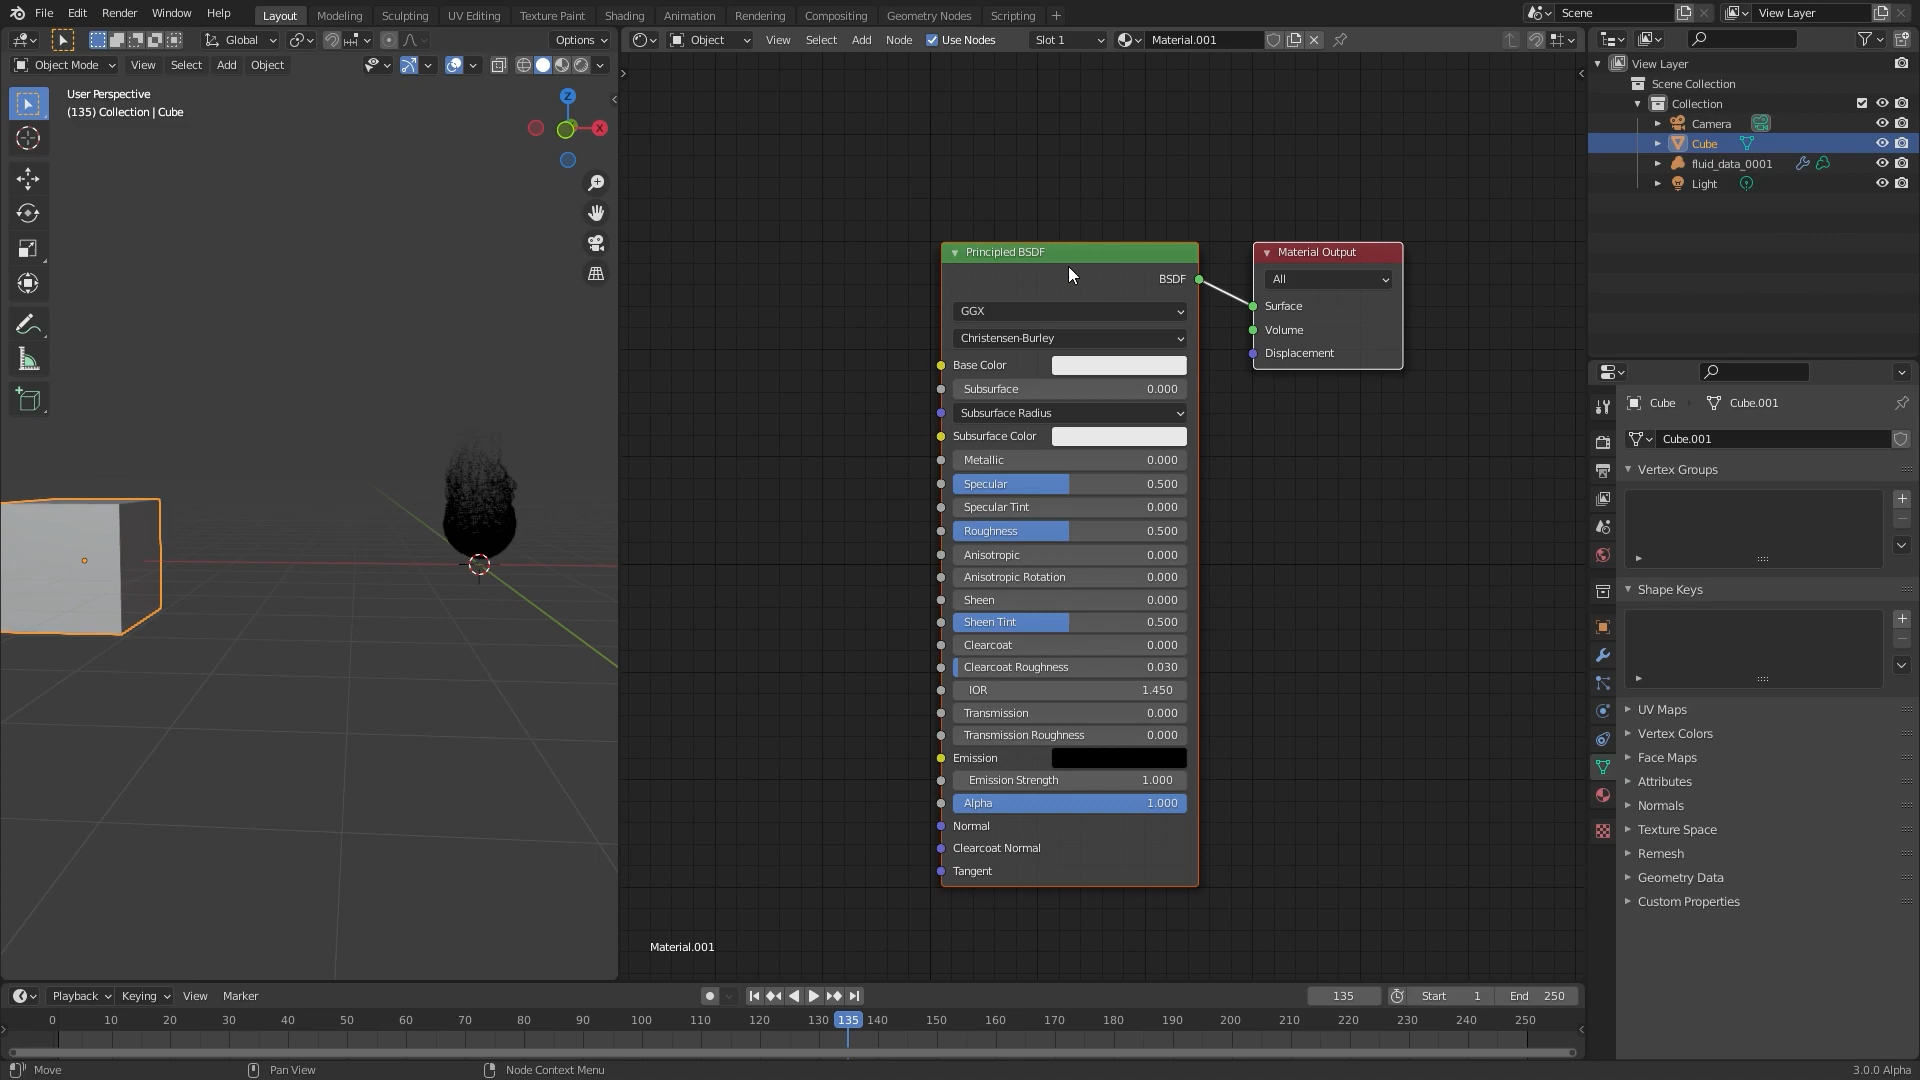 File Edit Render Window Help Layout Modeling Sculpting UV Editing Texture Paint Shading Animation Rendering Compositing Geometry Nodes Scripting + Scene View Layer
Global Options Object View Select Add Node Use Nodes Slot 1 Material.001
Object Mode View Select Add Object
User Perspective
(135) Collection | Cube
Z
X
Principled BSDF
BSDF
GGX
Christensen-Burley
Base Color
Subsurface 0.000
Subsurface Radius
Subsurface Color
Metallic 0.000
Specular 0.500
Specular Tint 0.000
Roughness 0.500
Anisotropic 0.000
Anisotropic Rotation 0.000
Sheen 0.000
Sheen Tint 0.500
Clearcoat 0.000
Clearcoat Roughness 0.030
IOR 1.450
Transmission 0.000
Transmission Roughness 0.000
Emission
Emission Strength 1.000
Alpha 1.000
Normal
Clearcoat Normal
Tangent
Material Output
All
Surface
Volume
Displacement
Material.001
View Layer
Scene Collection
Collection
Camera
Cube
fluid_data_0001
Light
Cube Cube.001
Cube.001
Vertex Groups
Shape Keys
UV Maps
Vertex Colors
Face Maps
Attributes
Normals
Texture Space
Remesh
Geometry Data
Custom Properties
Playback Keying View Marker 135 Start 1 End 250
0 10 20 30 40 50 60 70 80 90 100 110 120 130 135 140 150 160 170 180 190 200 210 220 230 240 250
Move Pan View Node Context Menu 3.0.0 Alpha